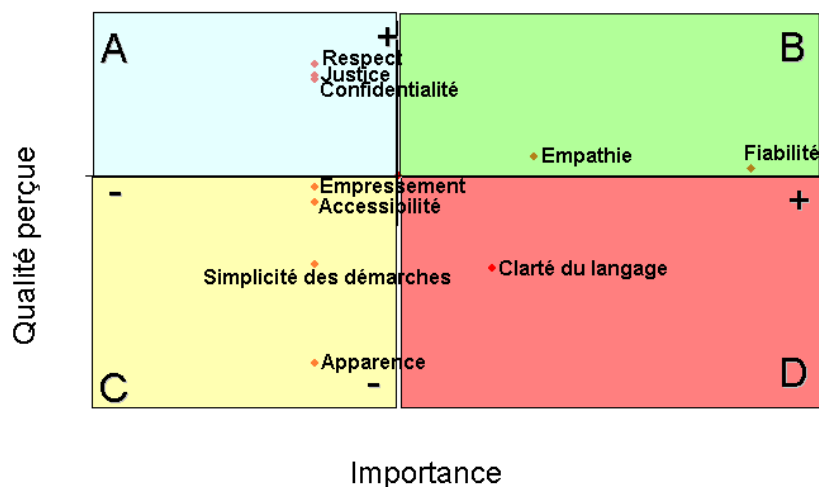 A
+
B
Respect
Justice
Confidentialité
Empathie
Fiabilité
Qualité perçue
-
Empressement
+
Accessibilité
Simplicité des démarches
Clarté du langage
Apparence
C
-
D
Importance